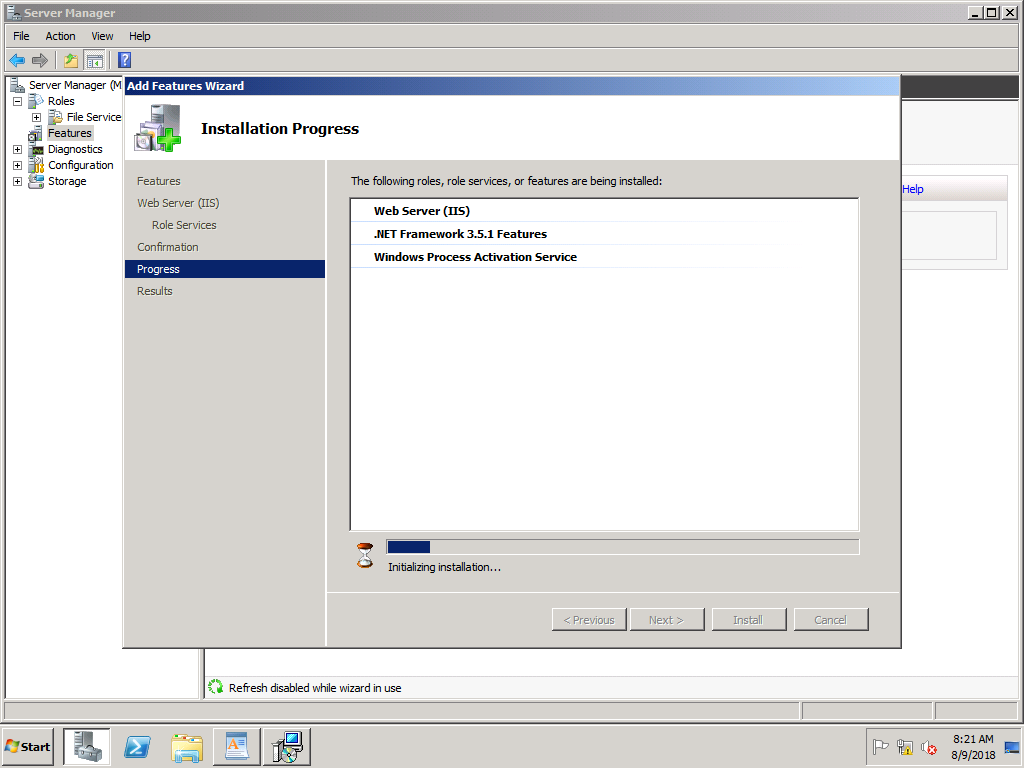 Server Manager
File Action View Help
Server Manager (M
Roles
File Service
Features
Diagnostics
Configuration
Storage
Add Features Wizard
Installation Progress
Features
Web Server (IIS)
Role Services
Confirmation
Progress
Results
The following roles, role services, or features are being installed:
Web Server (IIS)
.NET Framework 3.5.1 Features
Windows Process Activation Service
Initializing installation...
< Previous Next > Install Cancel
Help
Refresh disabled while wizard in use
Start
8:21 AM
8/9/2018